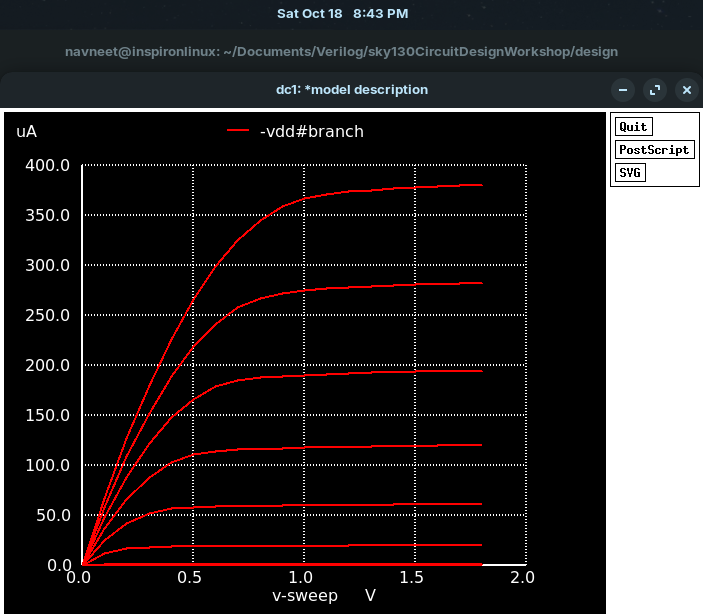 Sat Oct 18 8:43 PM
navneet@inspironlinux: ~/Documents/Verilog/sky130CircuitDesignWorkshop/design
dc1: *model description
uA
-vdd#branch
Quit
PostScript
SVG
400.0
350.0
300.0
250.0
200.0
150.0
100.0
50.0
0.0
0.0 0.5 1.0 1.5 2.0
v-sweep V